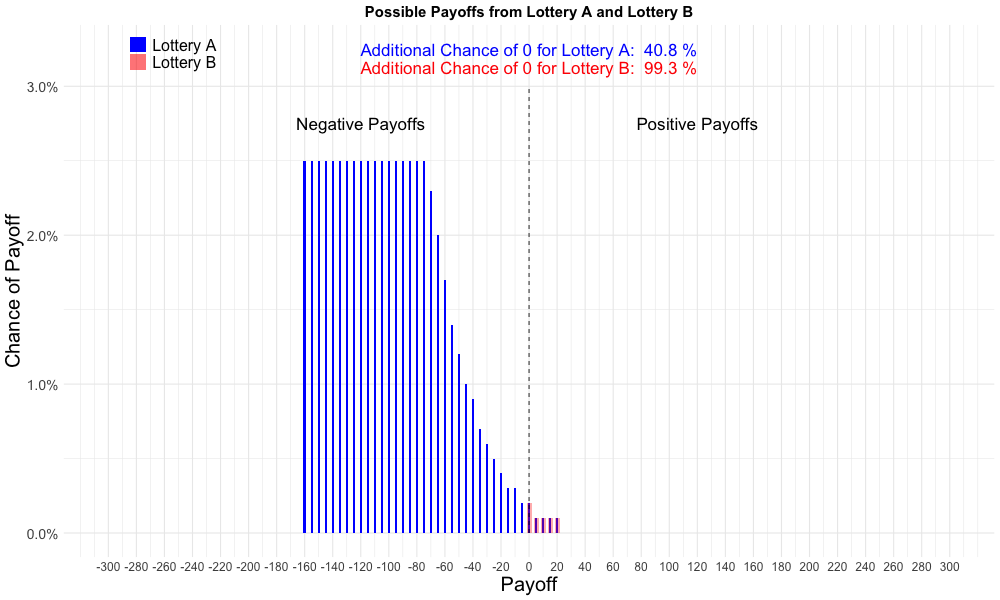 Possible Payoffs from Lottery A and Lottery B
Lottery A
Lottery B
Additional Chance of 0 for Lottery A: 40.8 %
Additional Chance of 0 for Lottery B: 99.3 %
Negative Payoffs
Positive Payoffs
Chance of Payoff
3.0%
2.0%
1.0%
0.0%
-300 -280 -260 -240 -220 -200 -180 -160 -140 -120 -100 -80 -60 -40 -20 0 20 40 60 80 100 120 140 160 180 200 220 240 260 280 300
Payoff